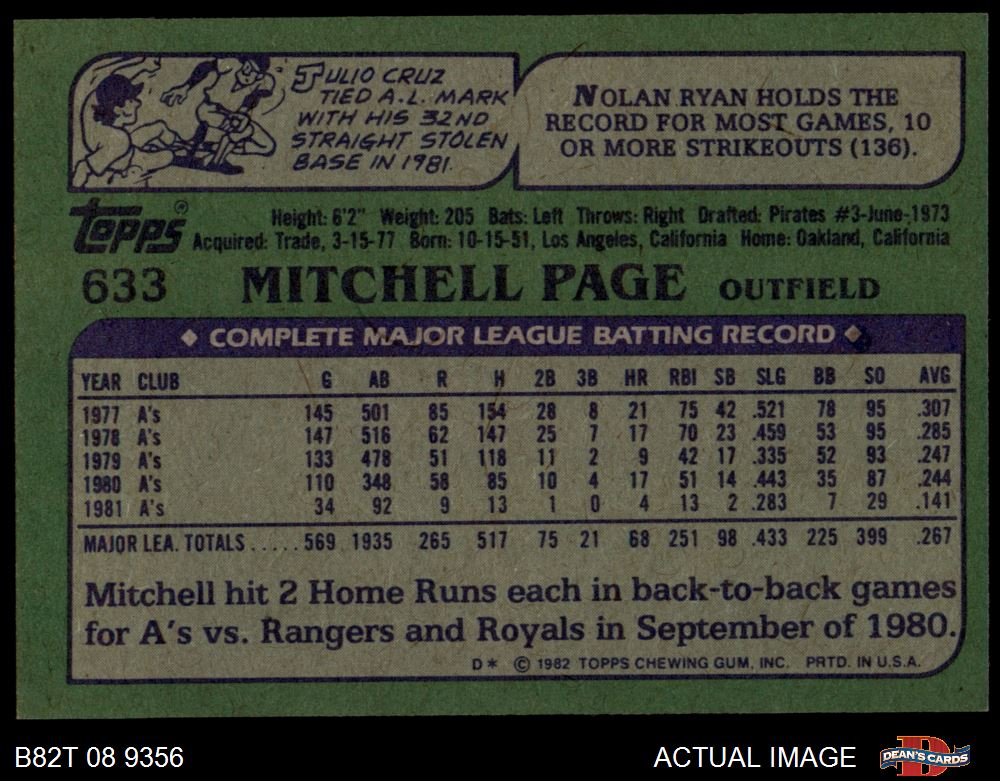 JULIO CRUZ
TIED A.L. MARK
WITH HIS 32ND
STRAIGHT STOLEN
BASE IN 1981.
NOLAN RYAN HOLDS THE
RECORD FOR MOST GAMES, 10
OR MORE STRIKEOUTS (136).
Topps®
Height: 6'2" Weight: 205 Bats: Left Throws: Right Drafted: Pirates #3-June-1973
Acquired: Trade, 3-15-77 Born: 10-15-51, Los Angeles, California Home: Oakland, California
633 MITCHELL PAGE OUTFIELD
◆ COMPLETE MAJOR LEAGUE BATTING RECORD ◆
YEAR CLUB G AB R H 2B 3B HR RBI SB SLG BB SO AVG
1977 A's 145 501 85 154 28 8 21 75 42 .521 78 95 .307
1978 A's 147 516 62 147 25 7 17 70 23 .459 53 95 .285
1979 A's 133 478 51 118 11 2 9 42 17 .335 52 93 .247
1980 A's 110 348 58 85 10 4 17 51 14 .443 35 87 .244
1981 A's 34 92 9 13 1 0 4 13 2 .283 7 29 .141
MAJOR LEA. TOTALS ..... 569 1935 265 517 75 21 68 251 98 .433 225 399 .267
Mitchell hit 2 Home Runs each in back-to-back games
for A's vs. Rangers and Royals in September of 1980.
D* © 1982 TOPPS CHEWING GUM, INC. PRTD. IN U.S.A.
B82T 08 9356
ACTUAL IMAGE
DEAN'S CARDS